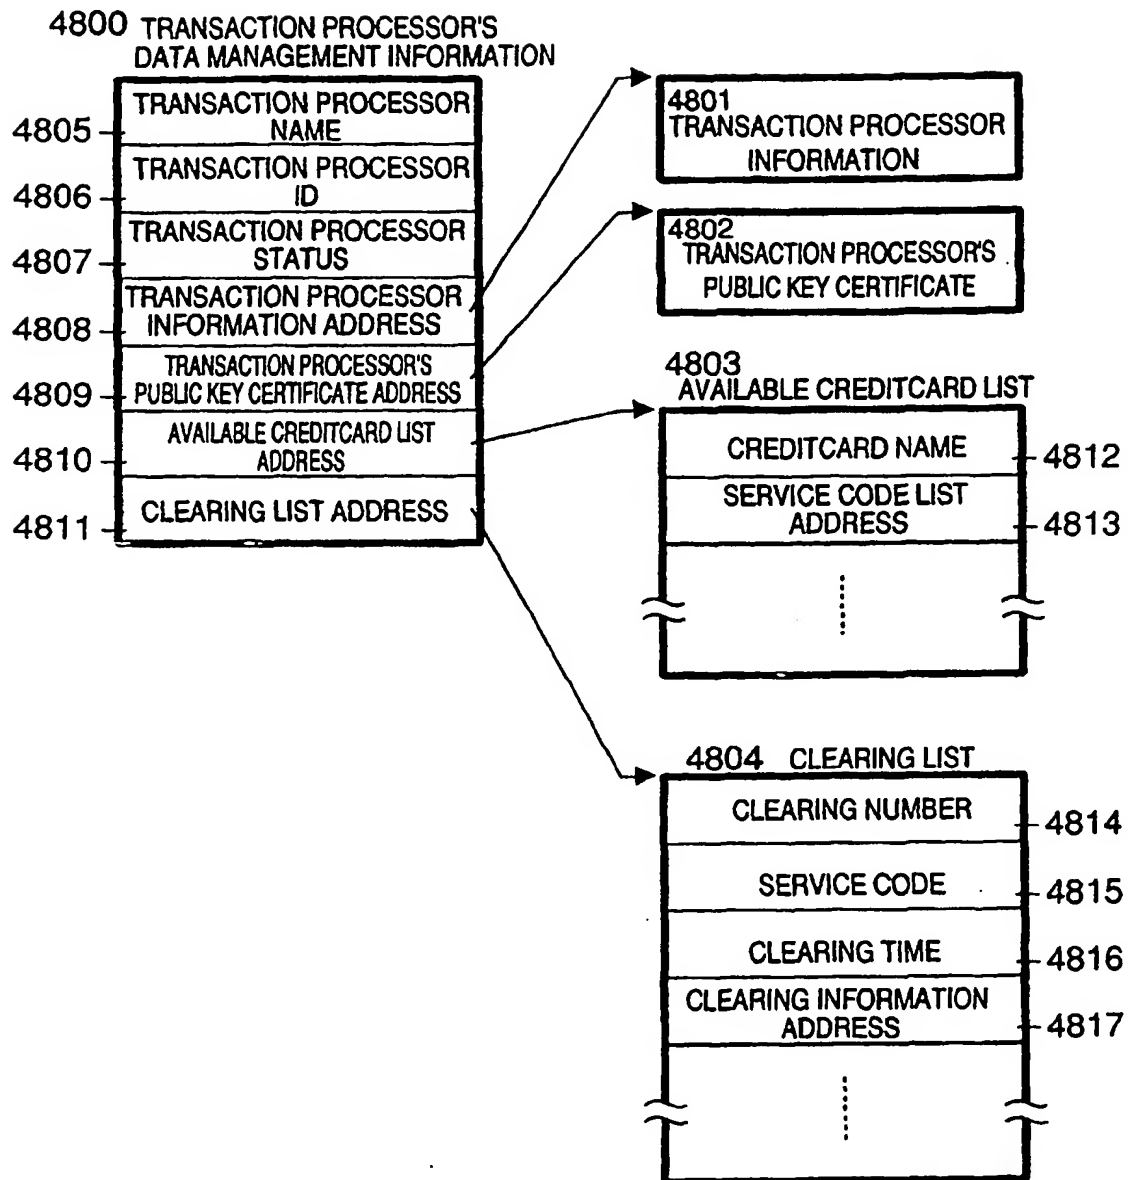 4800 TRANSACTION PROCESSOR'S
DATA MANAGEMENT INFORMATION
4805
TRANSACTION PROCESSOR
NAME
4806
TRANSACTION PROCESSOR
ID
4807
TRANSACTION PROCESSOR
STATUS
4808
TRANSACTION PROCESSOR
INFORMATION ADDRESS
4809
TRANSACTION PROCESSOR'S
PUBLIC KEY CERTIFICATE ADDRESS
4810
AVAILABLE CREDITCARD LIST
ADDRESS
4811
CLEARING LIST ADDRESS
4801
TRANSACTION PROCESSOR
INFORMATION
4802
TRANSACTION PROCESSOR'S
PUBLIC KEY CERTIFICATE
4803
AVAILABLE CREDITCARD LIST
CREDITCARD NAME
4812
SERVICE CODE LIST
ADDRESS
4813
4804 CLEARING LIST
CLEARING NUMBER
4814
SERVICE CODE
4815
CLEARING TIME
4816
CLEARING INFORMATION
ADDRESS
4817